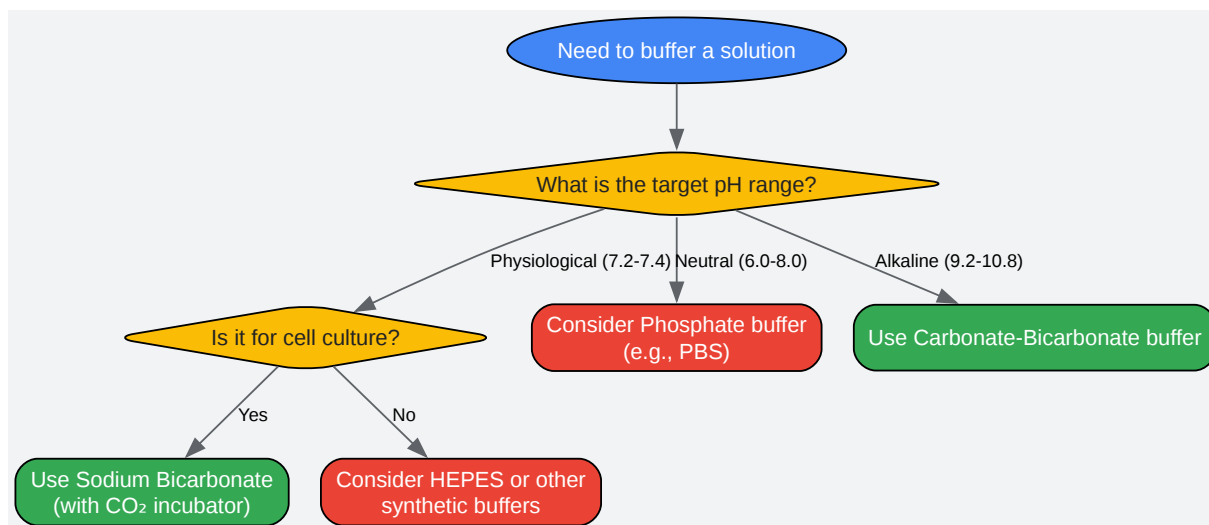 Need to buffer a solution
What is the target pH range?
Physiological (7.2-7.4)
Neutral (6.0-8.0)
Alkaline (9.2-10.8)
Is it for cell culture?
Consider Phosphate buffer
(e.g., PBS)
Use Carbonate-Bicarbonate buffer
Yes
No
Use Sodium Bicarbonate
(with CO₂ incubator)
Consider HEPES or other
synthetic buffers